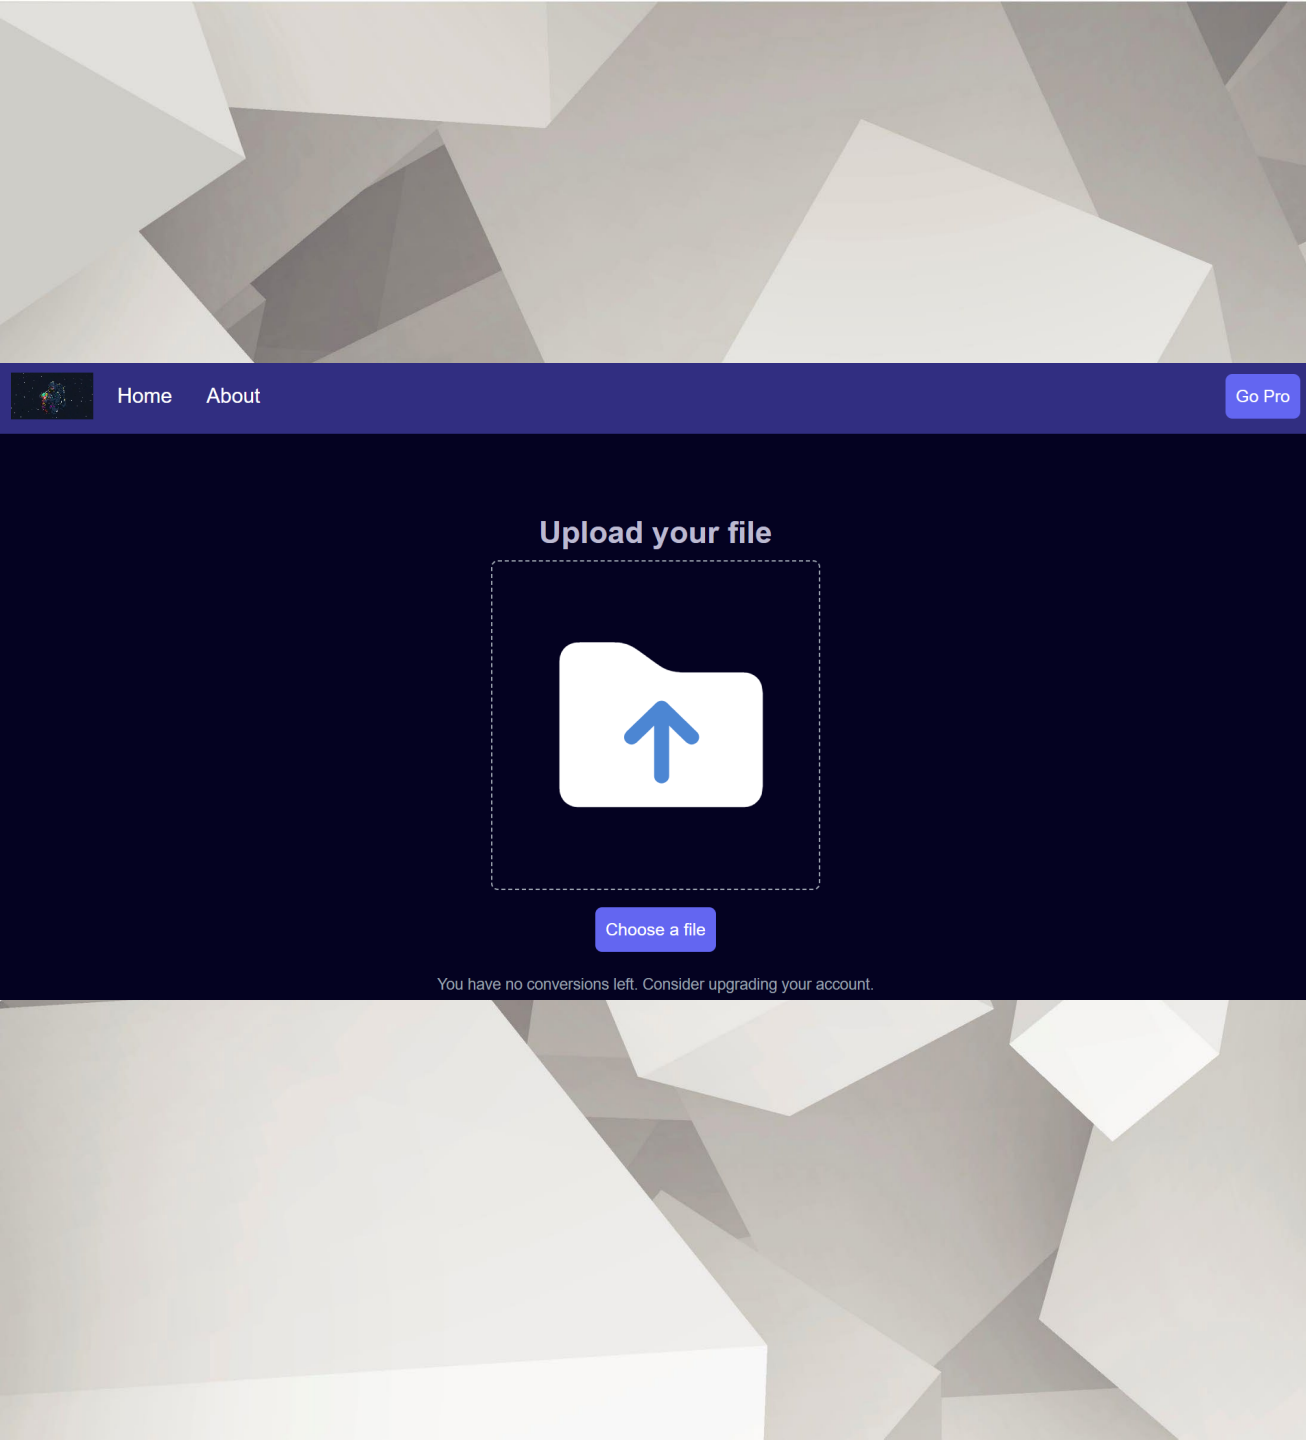 Home About Go Pro
Upload your file
Choose a file
You have no conversions left. Consider upgrading your account.